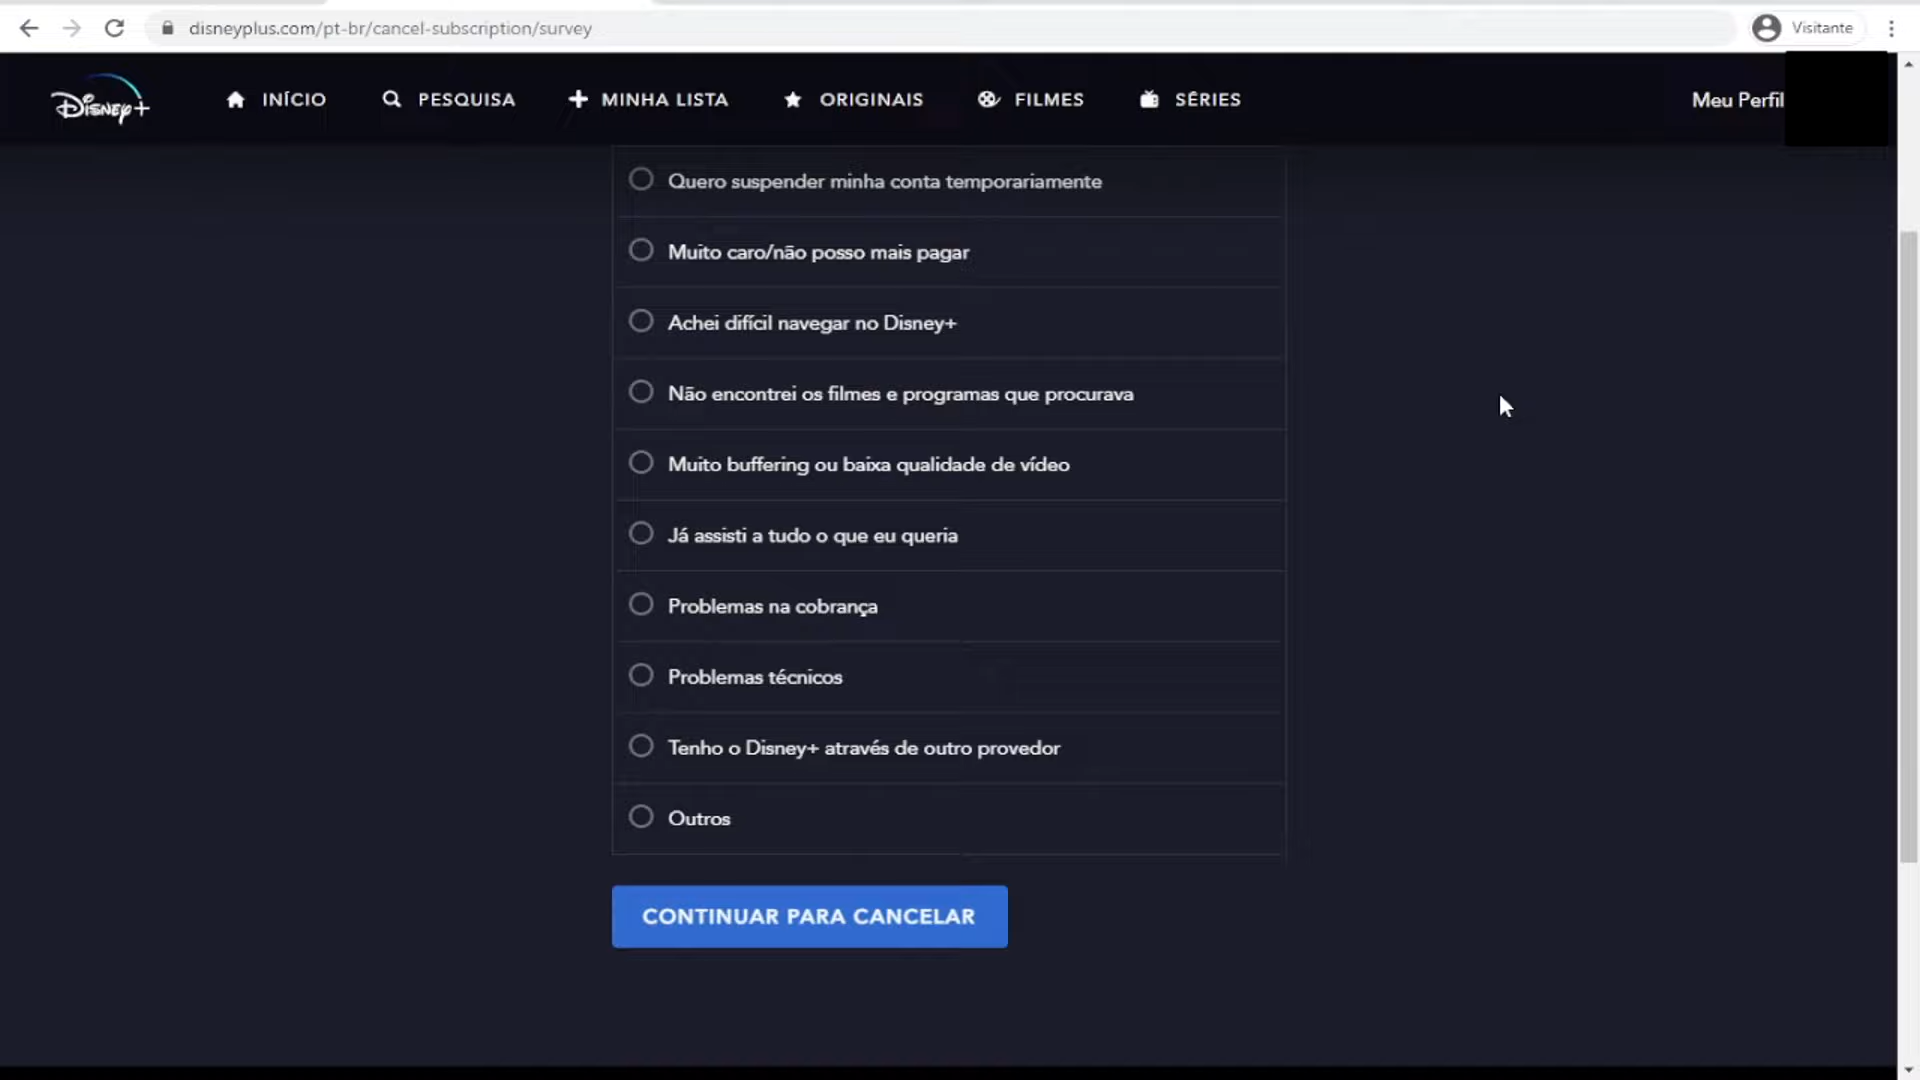 disneyplus.com/pt-br/cancel-subscription/survey
Visitante
Disney+
INÍCIO
PESQUISA
MINHA LISTA
ORIGINAIS
FILMES
SÉRIES
Meu Perfil
Quero suspender minha conta temporariamente
Muito caro/não posso mais pagar
Achei difícil navegar no Disney+
Não encontrei os filmes e programas que procurava
Muito buffering ou baixa qualidade de vídeo
Já assisti a tudo o que eu queria
Problemas na cobrança
Problemas técnicos
Tenho o Disney+ através de outro provedor
Outros
CONTINUAR PARA CANCELAR